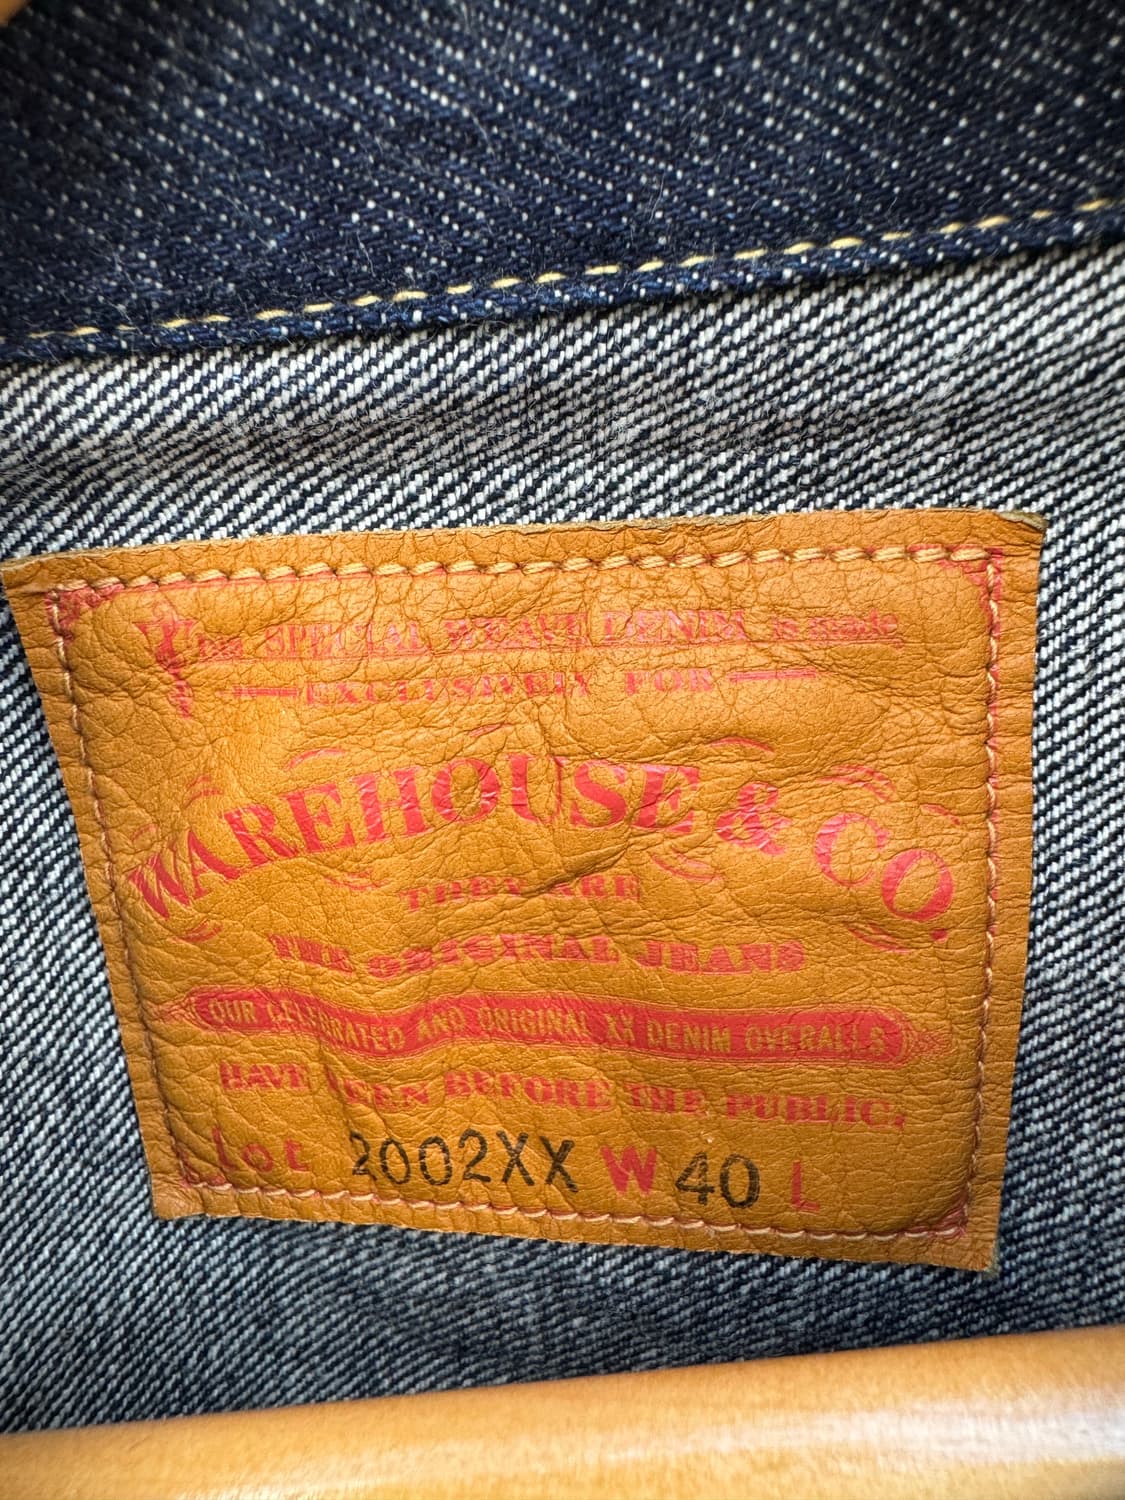 This SPECIAL WEAVE DENIM is made
EXCLUSIVELY FOR
WAREHOUSE & CO.
THEY ARE
THE ORIGINAL JEANS
OUR CELEBRATED AND ORIGINAL XX DENIM OVERALLS
HAVE BEEN BEFORE THE PUBLIC.
Lot 2002XX W 40 L